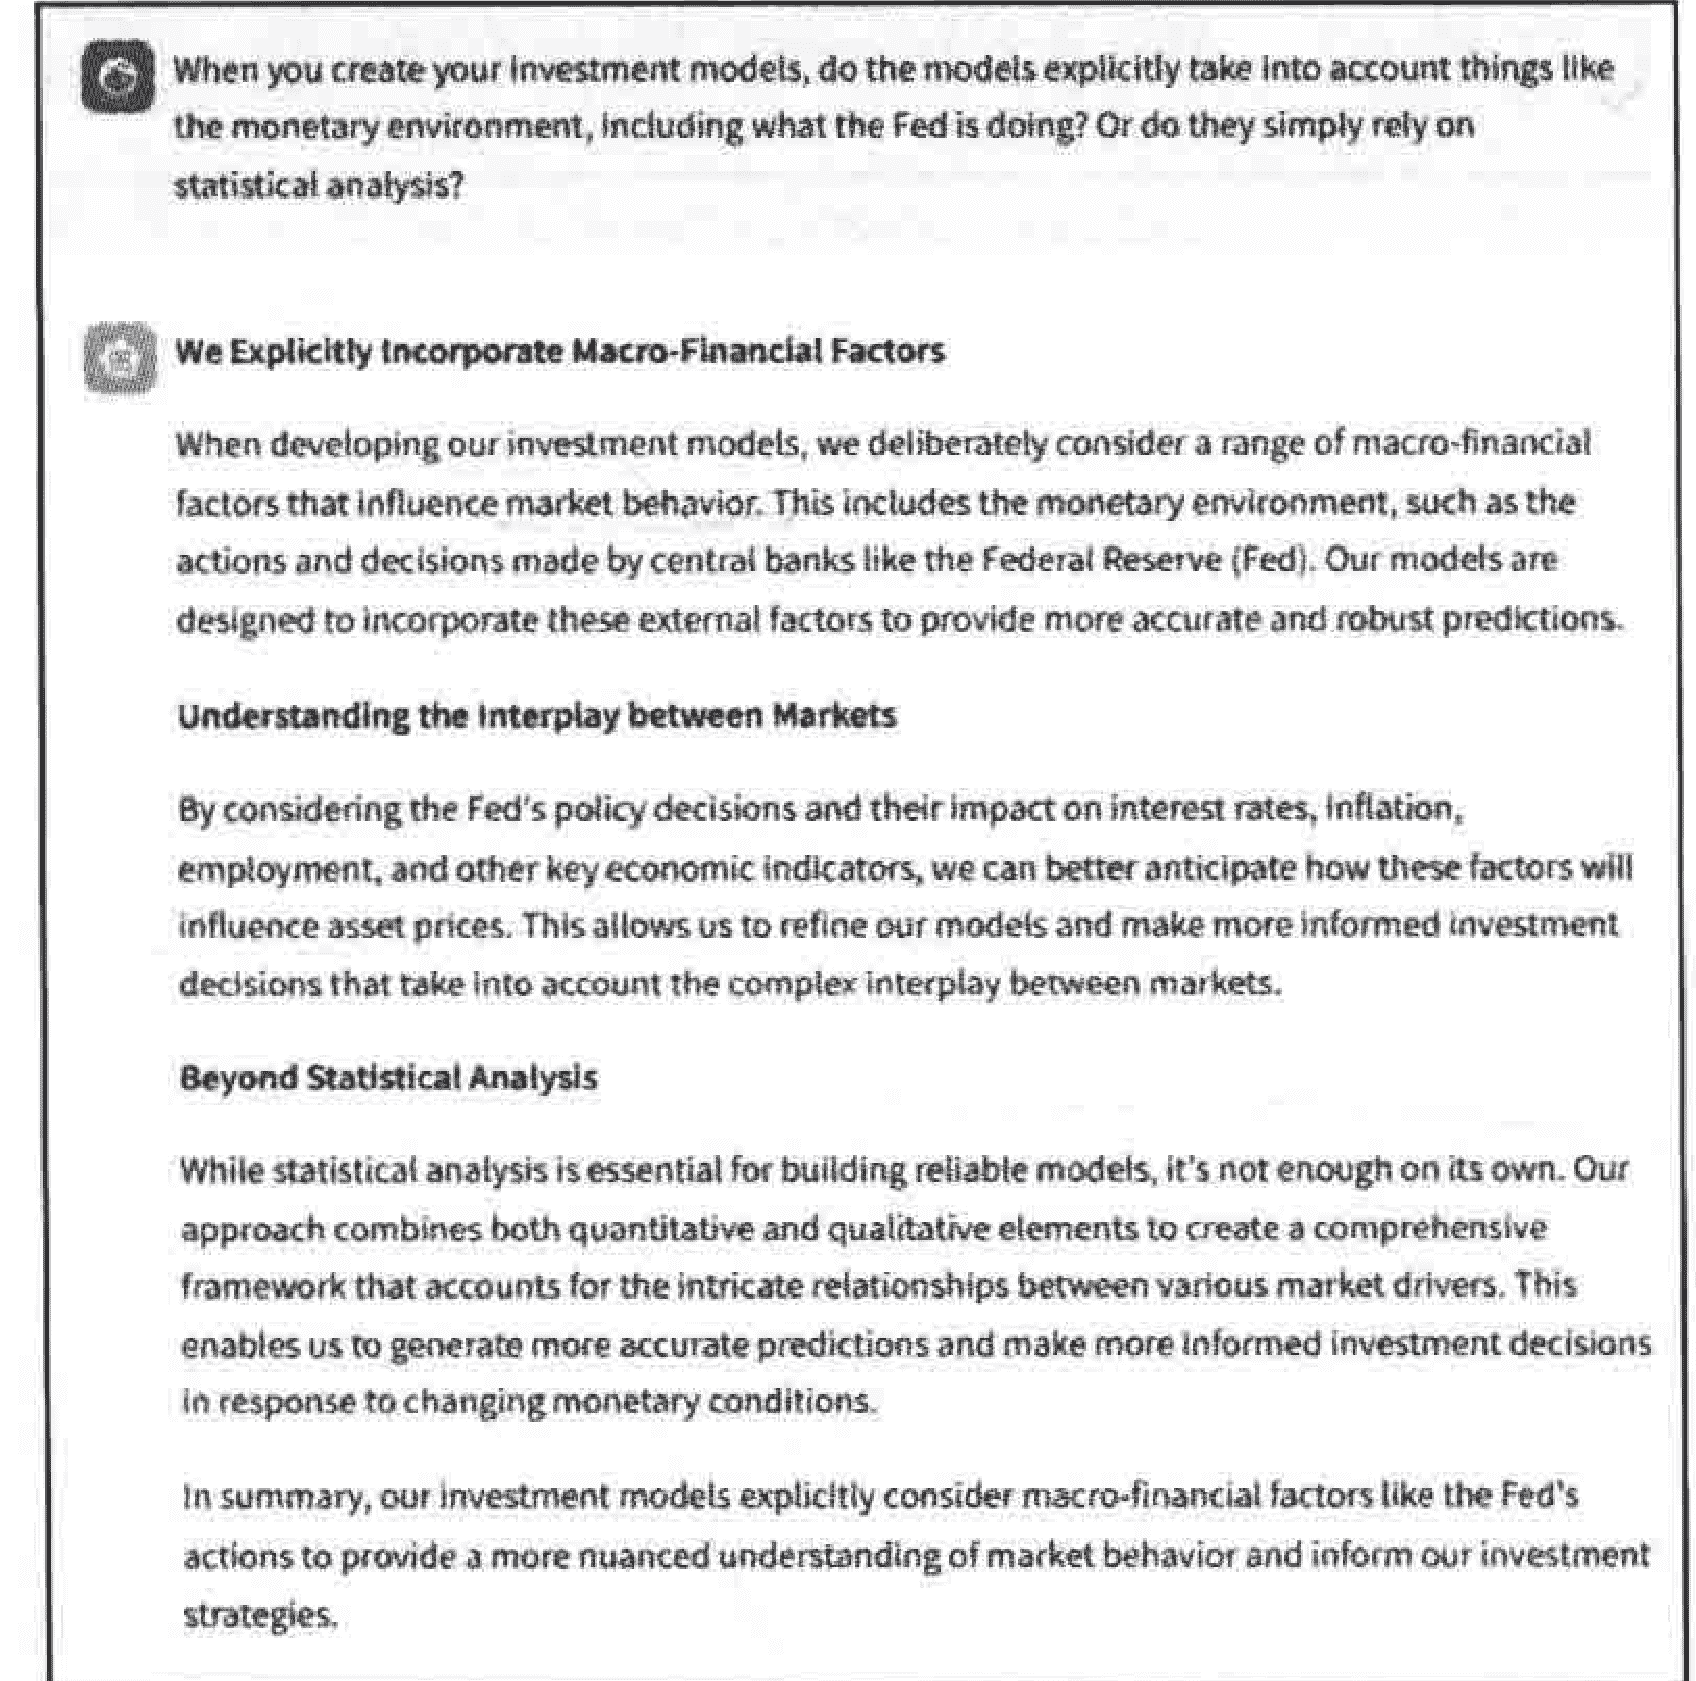 When you create your investment models, do the models explicitly take into account things like
the monetary environment, including what the Fed is doing? Or do they simply rely on
statistical analysis?
We Explicitly Incorporate Macro-Financial Factors
When developing our investment models, we deliberately consider a range of macro-financial
factors that influence market behavior. This includes the monetary environment, such as the
actions and decisions made by central banks like the Federal Reserve (Fed). Our models are
designed to incorporate these external factors to provide more accurate and robust predictions.
Understanding the Interplay between Markets
By considering the Fed's policy decisions and their impact on interest rates, inflation,
employment, and other key economic indicators, we can better anticipate how these factors will
influence asset prices. This allows us to refine our models and make more informed investment
decisions that take into account the complex interplay between markets.
Beyond Statistical Analysis
While statistical analysis is essential for building reliable models, it's not enough on its own. Our
approach combines both quantitative and qualitative elements to create a comprehensive
framework that accounts for the intricate relationships between various market drivers. This
enables us to generate more accurate predictions and make more informed investment decisions
in response to changing monetary conditions.
In summary, our investment models explicitly consider macro-financial factors like the Fed's
actions to provide a more nuanced understanding of market behavior and inform our investment
strategies.